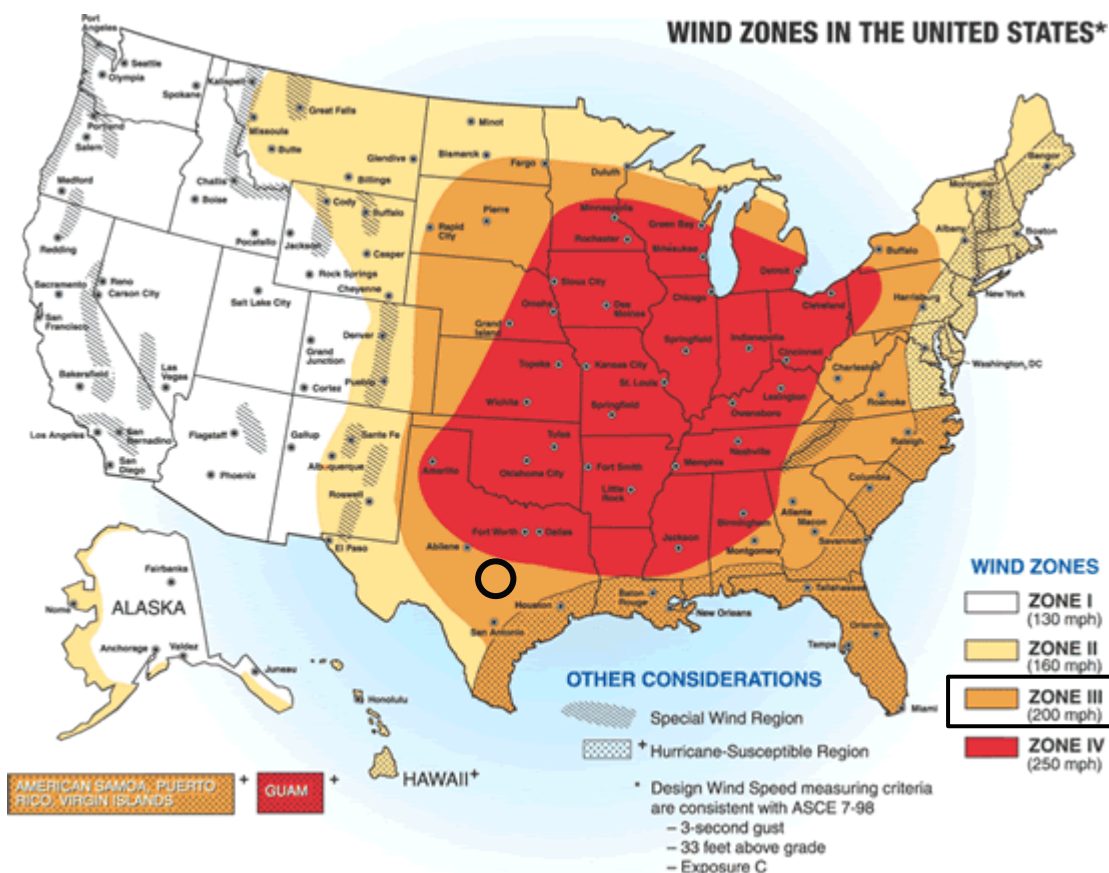 WIND ZONES IN THE UNITED STATES*
Port
Angeles
Seattle
Olympia
Spokane
Kalispell
Great Falls
Portland
Salem
Missoula
Butte
Glendive
Billings
Minot
Bismarck
Fargo
Duluth
Bangor
Montpelier
Medford
Challis
Boise
Cody
Buffalo
Pierre
Rapid
City
Minneapolis
Rochester
Green Bay
Milwaukee
Detroit
Buffalo
Albany
Boston
Redding
Pocatello
Jackson
Casper
Rock Springs
Cheyenne
Sioux City
Omaha
Des
Moines
Chicago
Cleveland
Harrisburg
New York
Sacramento
Reno
Carson City
Salt Lake City
San
Francisco
Denver
Grand
Junction
Grand
Island
Springfield
Indianapolis
Cincinnati
Washington, DC
Bakersfield
Las
Vegas
Cortez
Pueblo
Topeka
Kansas City
St. Louis
Charleston
Lexington
Roanoke
Wichita
Springfield
Owensboro
Los Angeles
San
Bernadino
Flagstaff
Gallup
Sante Fe
Albuquerque
Amarillo
Tulsa
Oklahoma City
Fort Smith
Memphis
Nashville
Raleigh
San
Diego
Phoenix
Roswell
Little
Rock
Columbia
Atlanta
Macon
Birmingham
El Paso
Abilene
Fort Worth
Dallas
Jackson
Montgomery
Savannah
Tallahassee
Houston
San Antonio
Baton
Rouge
New Orleans
Orlando
Tampa
Miami
Fairbanks
Nome
ALASKA
Anchorage
Valdez
Juneau
Honolulu
HAWAII+
WIND ZONES
ZONE I
(130 mph)
ZONE II
(160 mph)
ZONE III
(200 mph)
ZONE IV
(250 mph)
OTHER CONSIDERATIONS
Special Wind Region
+ Hurricane-Susceptible Region
* Design Wind Speed measuring criteria
are consistent with ASCE 7-98
– 3-second gust
– 33 feet above grade
– Exposure C
AMERICAN SAMOA, PUERTO
RICO, VIRGIN ISLANDS
+
GUAM
+